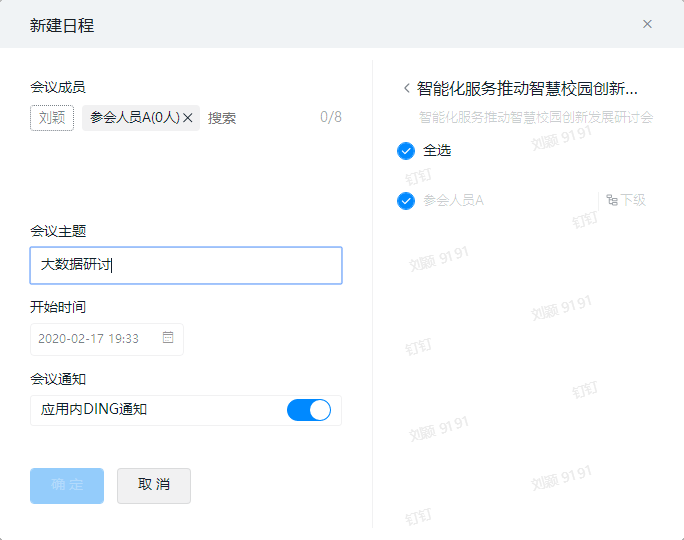 新建日程
会议成员
刘颖
参会人员A(0人)
搜索
0/8
会议主题
大数据研讨
开始时间
2020-02-17 19:33
会议通知
应用内DING通知
确 定
取 消
智能化服务推动智慧校园创新...
智能化服务推动智慧校园创新发展研讨会
刘颖 9191
全选
钉钉
参会人员A
下级
钉钉
刘颖 9191
刘颖 9191
钉钉
钉钉
刘颖 9191
刘颖 9191
钉钉